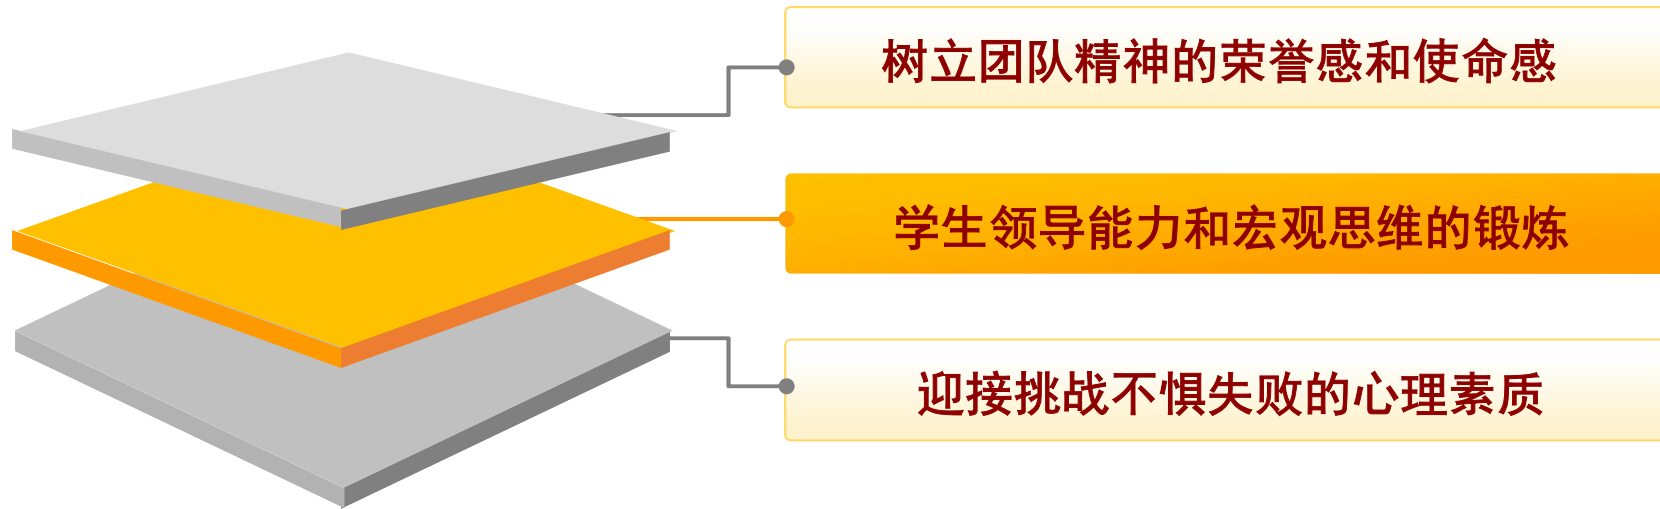 树立团队精神的荣誉感和使命感
学生领导能力和宏观思维的锻炼
迎接挑战不惧失败的心理素质